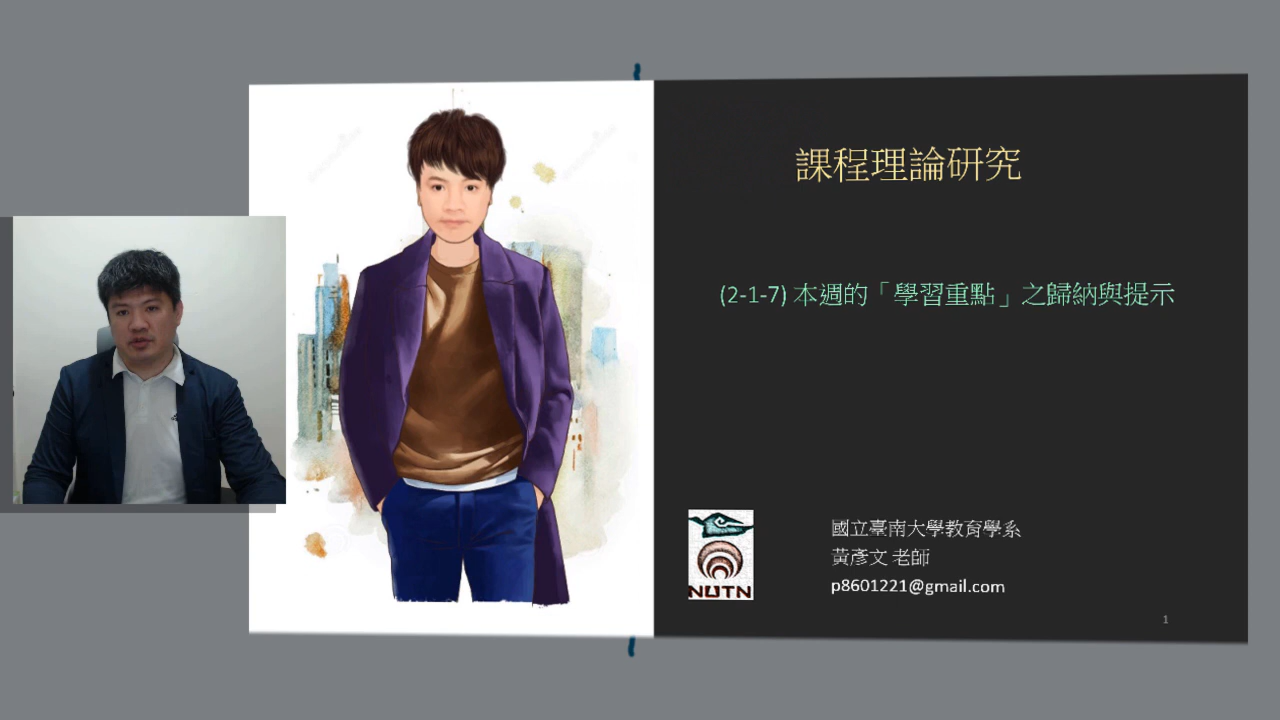 課程理論研究
(2-1-7) 本週的「學習重點」之歸納與提示
國立臺南大學教育學系
黃彥文 老師
p8601221@gmail.com
NUTN
1